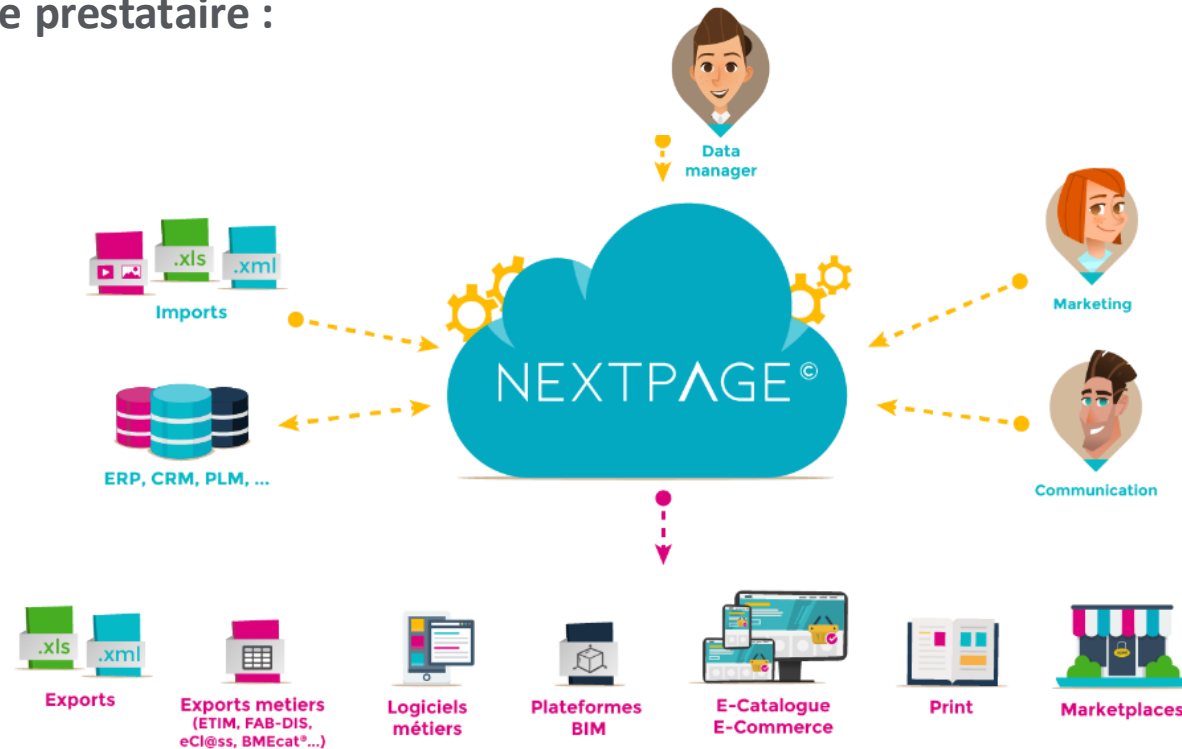 e prestataire :
Data
manager
.xls
.xml
Imports
Marketing
NEXTPAGE©
ERP, CRM, PLM, ...
Communication
.xls
.xml
Exports
Exports metiers
(ETIM, FAB-DIS,
eCl@ss, BMEcat®...)
Logiciels
métiers
Plateformes
BIM
E-Catalogue
E-Commerce
Print
Marketplaces